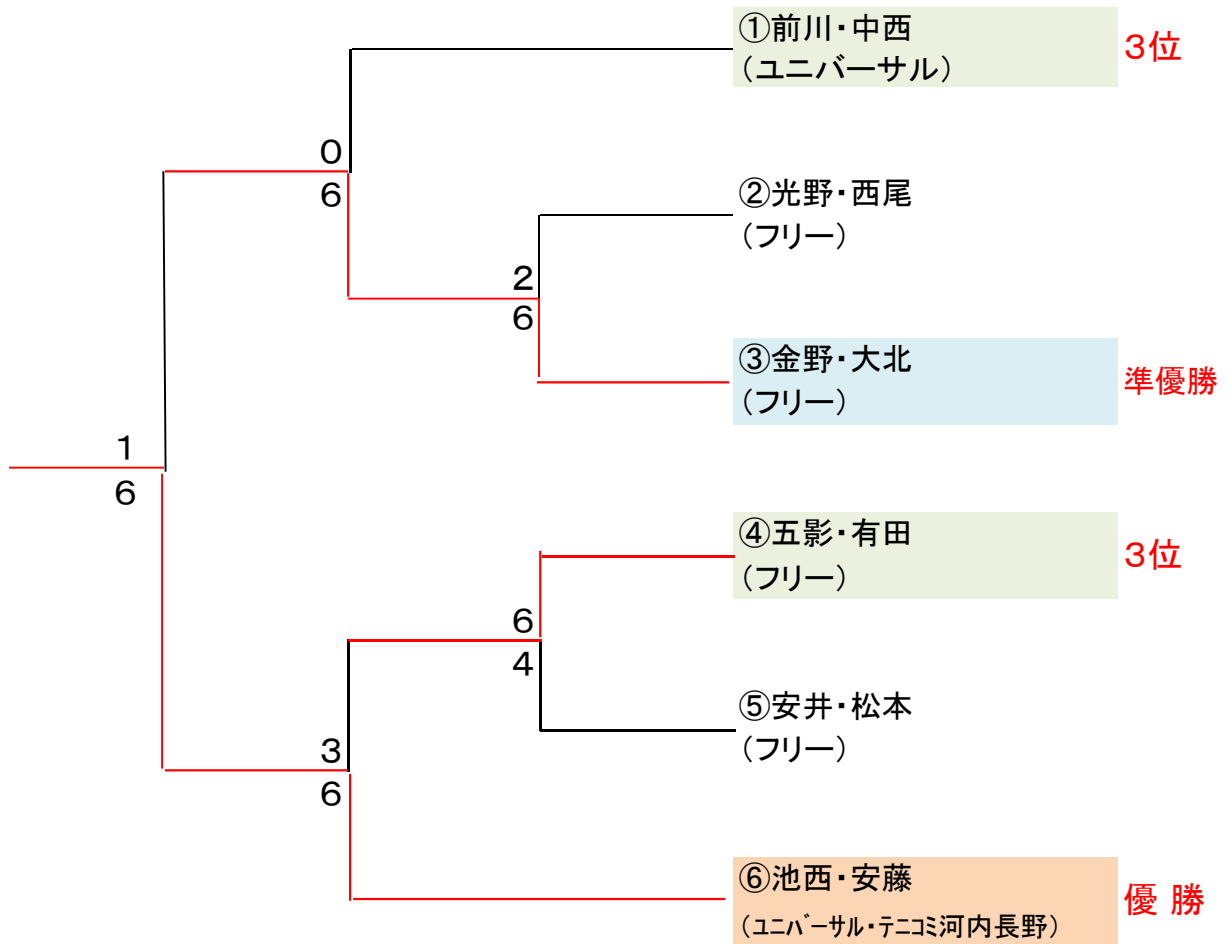 ①前川・中西
(ユニバーサル)
3位
0
6
②光野・西尾
(フリー)
2
6
③金野・大北
(フリー)
準優勝
1
6
④五影・有田
(フリー)
3位
6
4
⑤安井・松本
(フリー)
3
6
⑥池西・安藤
(ユニバーサル・テニコミ河内長野)
優 勝